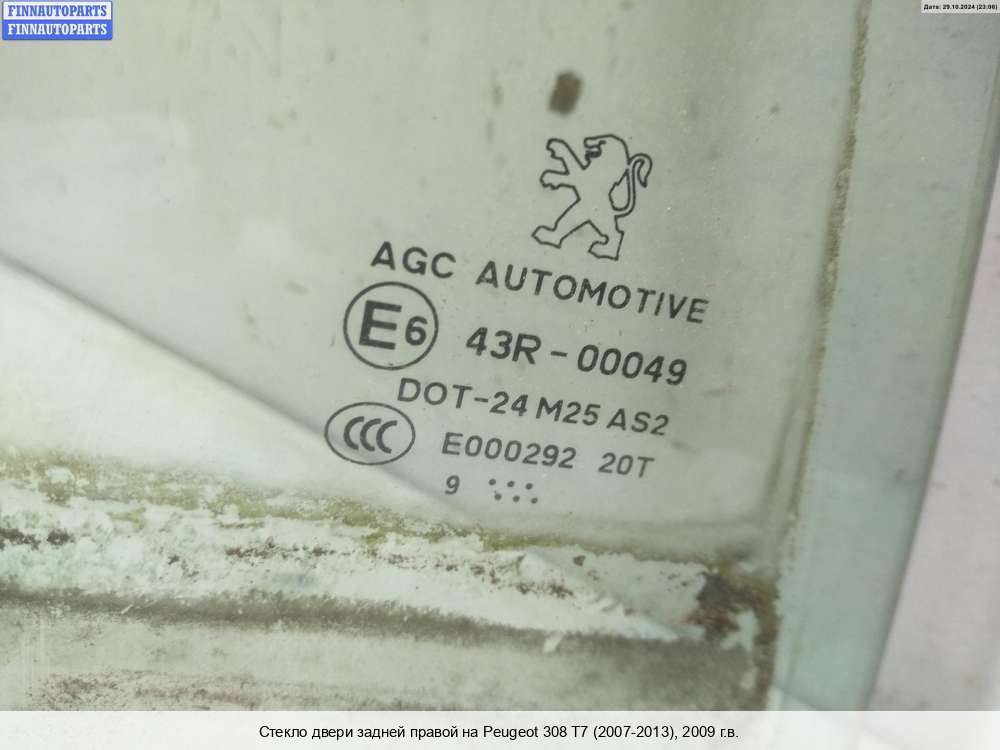 FINNAUTOPARTS
FINNAUTOPARTS
Дата: 29.10.2024 (23:06)
AGC AUTOMOTIVE
E6 43R-00049
DOT-24 M25 AS2
CCC E000292 20T
9
Стекло двери задней правой на Peugeot 308 T7 (2007-2013), 2009 г.в.